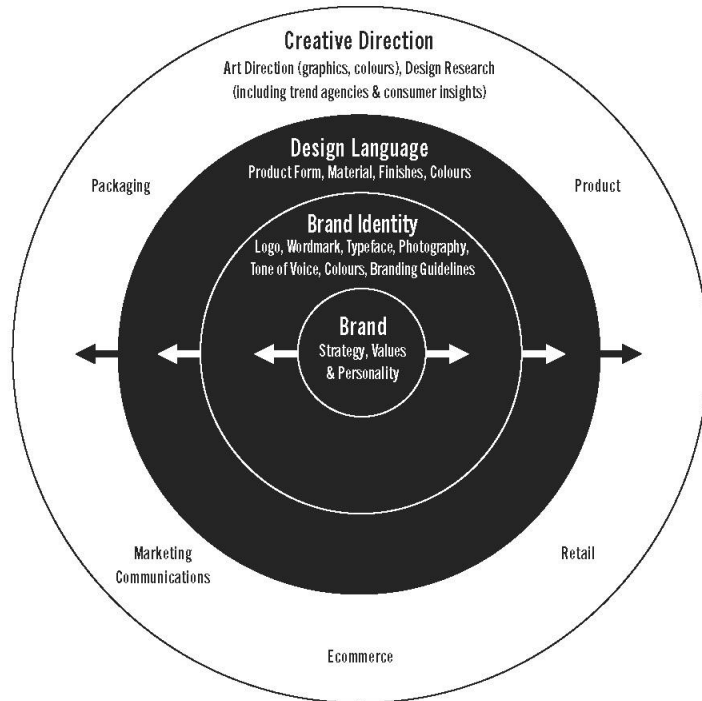 Creative Direction
Art Direction (graphics, colours), Design Research
(including trend agencies & consumer insights)
Design Language
Product Form, Material, Finishes, Colours
Packaging
Product
Brand Identity
Logo, Wordmark, Typeface, Photography,
Tone of Voice, Colours, Branding Guidelines
Brand
Strategy, Values
& Personality
Marketing
Communications
Retail
Ecommerce